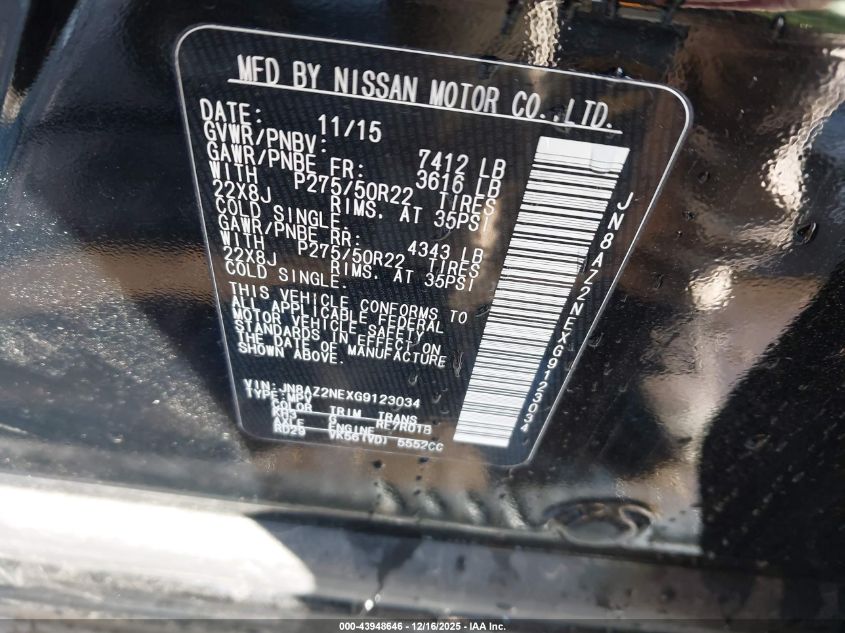 MFD BY NISSAN MOTOR CO.,LTD.
DATE: 11/15
GVWR/PNBV: 7412 LB
GAWR/PNBE FR: 3616 LB
WITH P275/50R22 TIRES
22X8J RIMS. AT 35PSI
COLD SINGLE.
GAWR/PNBE RR: 4343 LB
WITH P275/50R22 TIRES
22X8J RIMS. AT 35PSI
COLD SINGLE.
THIS VEHICLE CONFORMS TO
ALL APPLICABLE FEDERAL
MOTOR VEHICLE SAFETY
STANDARDS IN EFFECT ON
THE DATE OF MANUFACTURE
SHOWN ABOVE.
VIN: JN8AZ2NEXG9123034
TYPE: MPV
COLOR TRIM TRANS
KH3 G RE7R01B
AXLE ENGINE
RD29 VK56(VD) 5552CC
JN8AZ2NEXG9123034
000-43948646 - 12/16/2025 - IAA Inc.